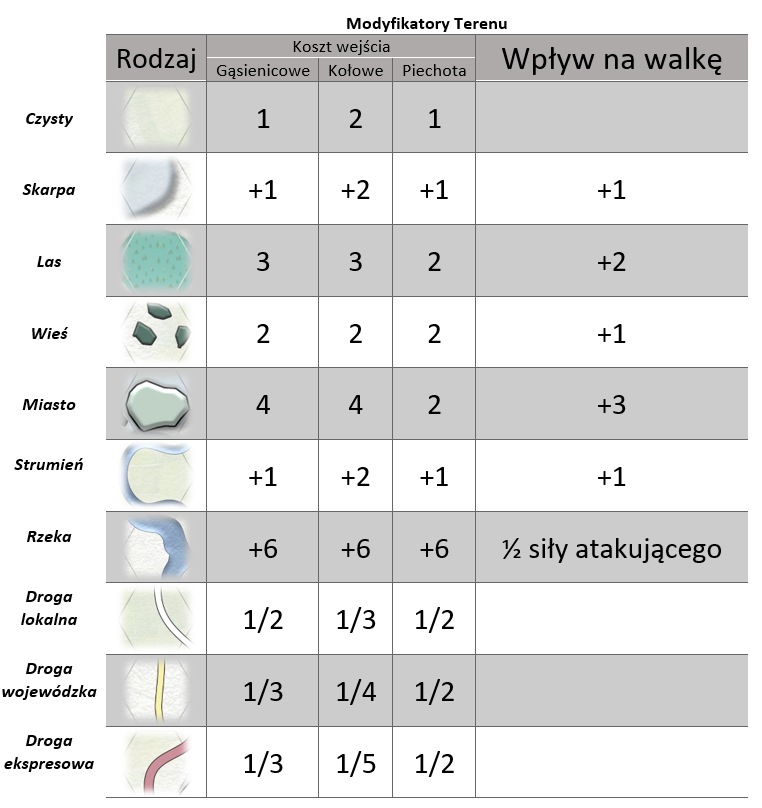 Modyfikatory Terenu
Rodzaj Koszt wejścia Wpływ na walkę
Gąsienicowe Kołowe Piechota
Czysty 1 2 1
Skarpa +1 +2 +1 +1
Las 3 3 2 +2
Wieś 2 2 2 +1
Miasto 4 4 2 +3
Strumień +1 +2 +1 +1
Rzeka +6 +6 +6 ½ siły atakującego
Droga
lokalna 1/2 1/3 1/2
Droga
wojewódzka 1/3 1/4 1/2
Droga
ekspresowa 1/3 1/5 1/2